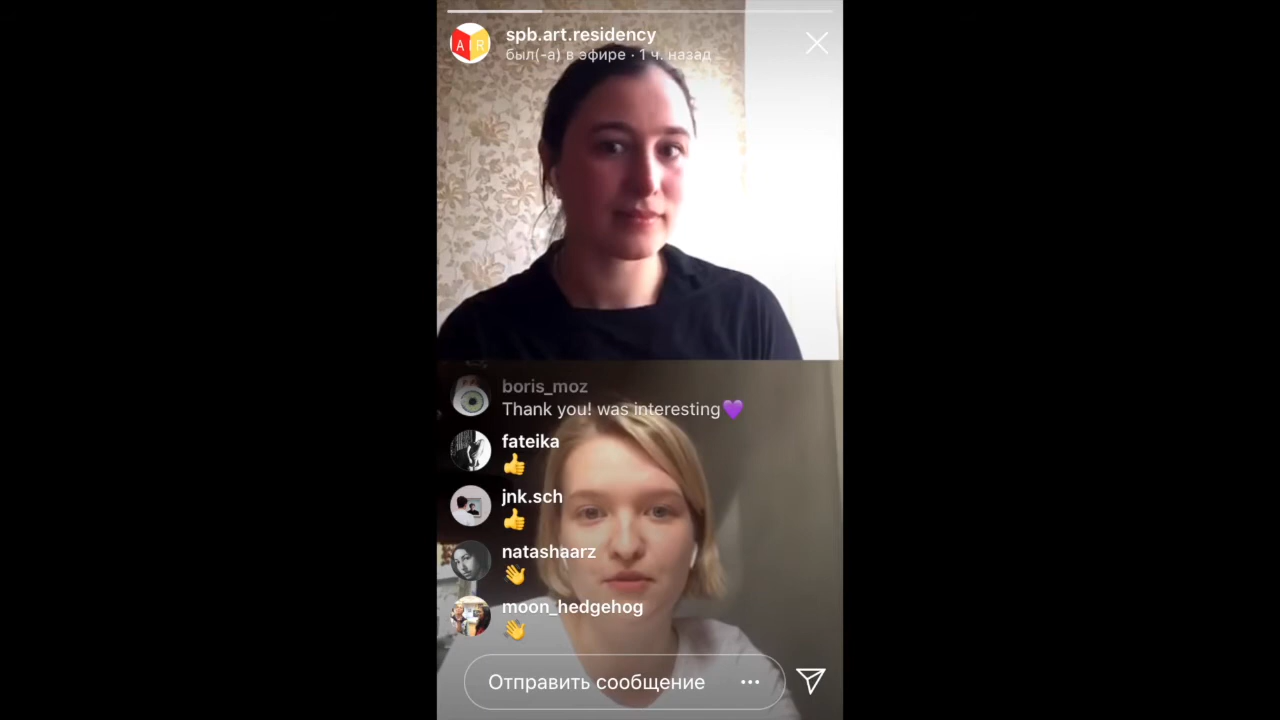 AIR
spb.art.residency
был(-а) в эфире · 1 ч. назад
boris_moz
Thank you! was interesting💜
fateika
👍
jnk.sch
👍
natashaarz
👋
moon_hedgehog
👋
Отправить сообщение